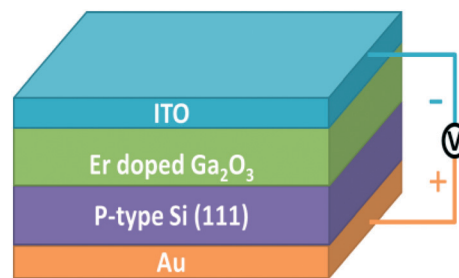 ITO
-
V
Er doped Ga₂O₃
+
P-type Si (111)
Au